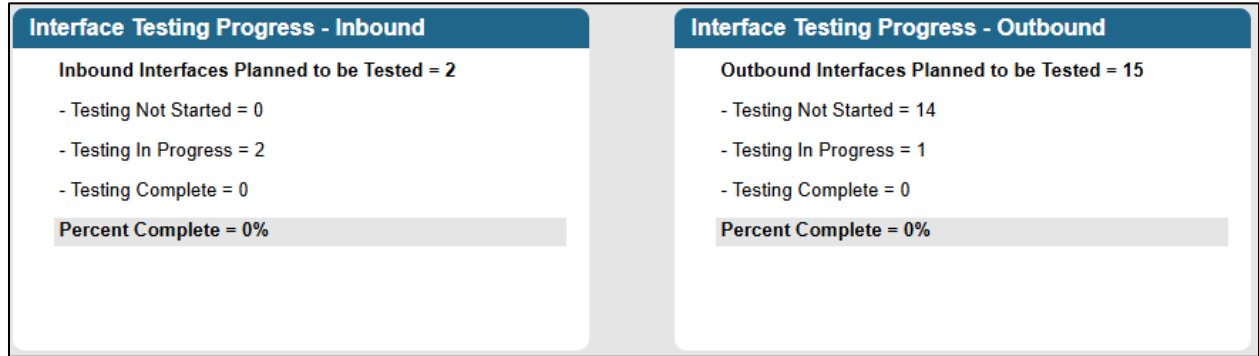 Interface Testing Progress - Inbound
Inbound Interfaces Planned to be Tested = 2
- Testing Not Started = 0
- Testing In Progress = 2
- Testing Complete = 0
Percent Complete = 0%
Interface Testing Progress - Outbound
Outbound Interfaces Planned to be Tested = 15
- Testing Not Started = 14
- Testing In Progress = 1
- Testing Complete = 0
Percent Complete = 0%